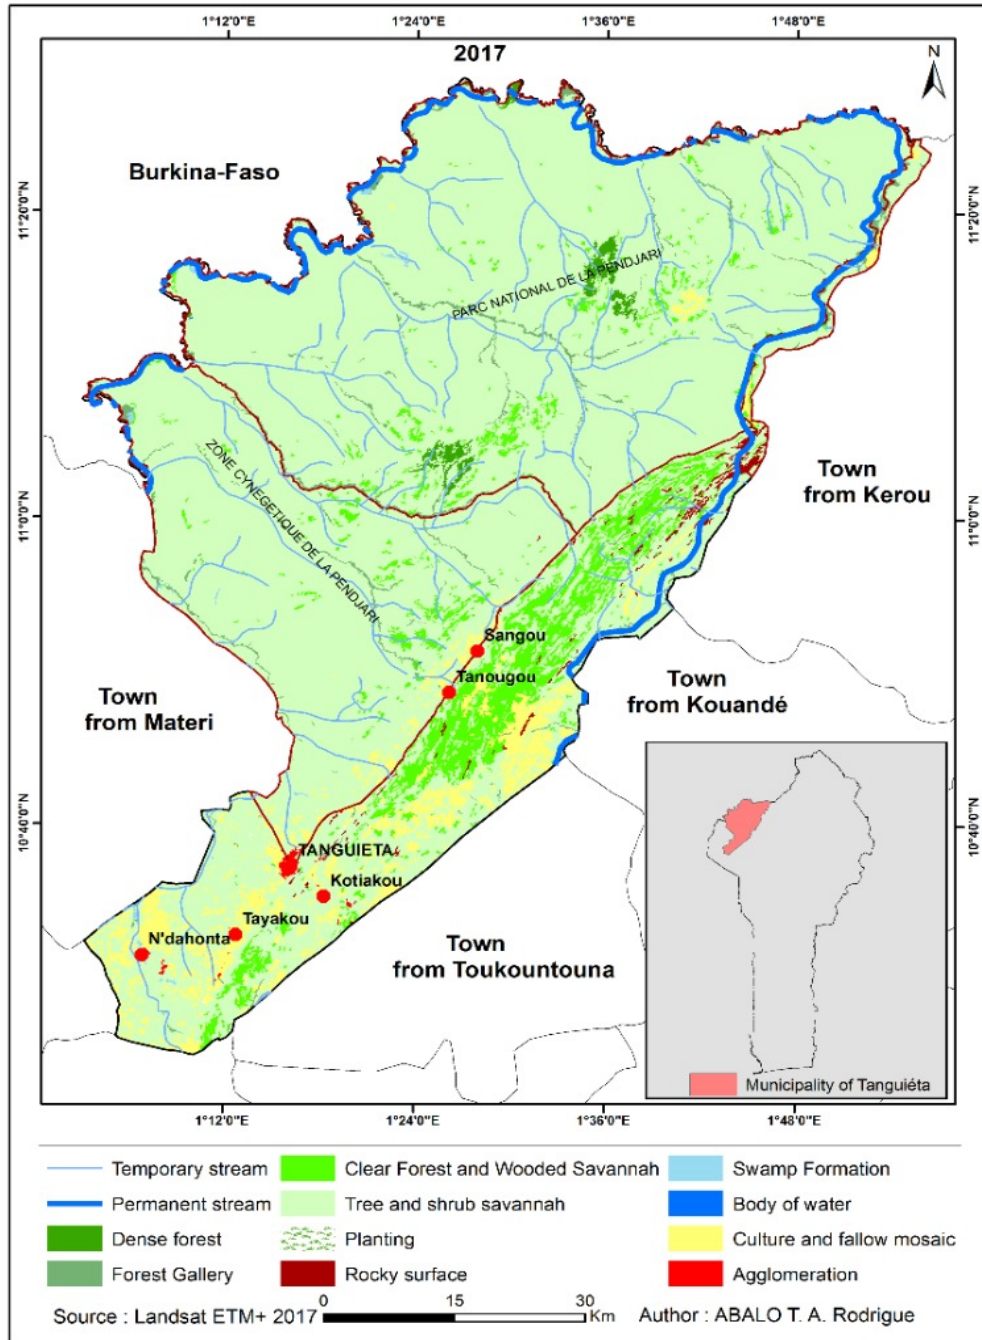 1°12'0"E 1°24'0"E 1°36'0"E 1°48'0"E
2017
N
Burkina-Faso
11°20'0"N 11°20'0"N
PARC NATIONAL DE LA PENDJARI
ZONE CYNEGETIQUE DE LA PENDJARI
Town
from Kerou
11°0'0"N 11°0'0"N
Sangou
Tanougou
Town
from Materi
Town
from Kouandé
10°40'0"N 10°40'0"N
TANGUIETA
Kotiakou
Tayakou
N'dahonta
Town
from Toukountouna
Municipality of Tanguiéta
1°12'0"E 1°24'0"E 1°36'0"E 1°48'0"E
Temporary stream Clear Forest and Wooded Savannah Swamp Formation
Permanent stream Tree and shrub savannah Body of water
Dense forest Planting Culture and fallow mosaic
Forest Gallery Rocky surface Agglomeration
Source : Landsat ETM+ 2017 0 15 30 Km Author : ABALO T. A. Rodrigue